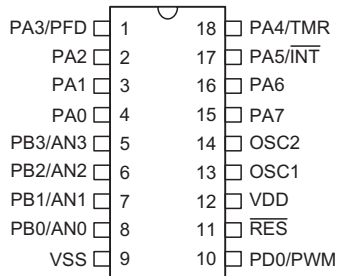 PA3/PFD 1 18 PA4/TMR
PA2 2 17 PA5/INT
PA1 3 16 PA6
PA0 4 15 PA7
PB3/AN3 5 14 OSC2
PB2/AN2 6 13 OSC1
PB1/AN1 7 12 VDD
PB0/AN0 8 11 RES
VSS 9 10 PD0/PWM